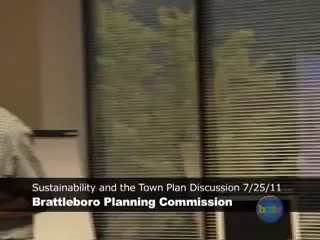 Sustainability and the Town Plan Discussion 7/25/11
Brattleboro Planning Commission